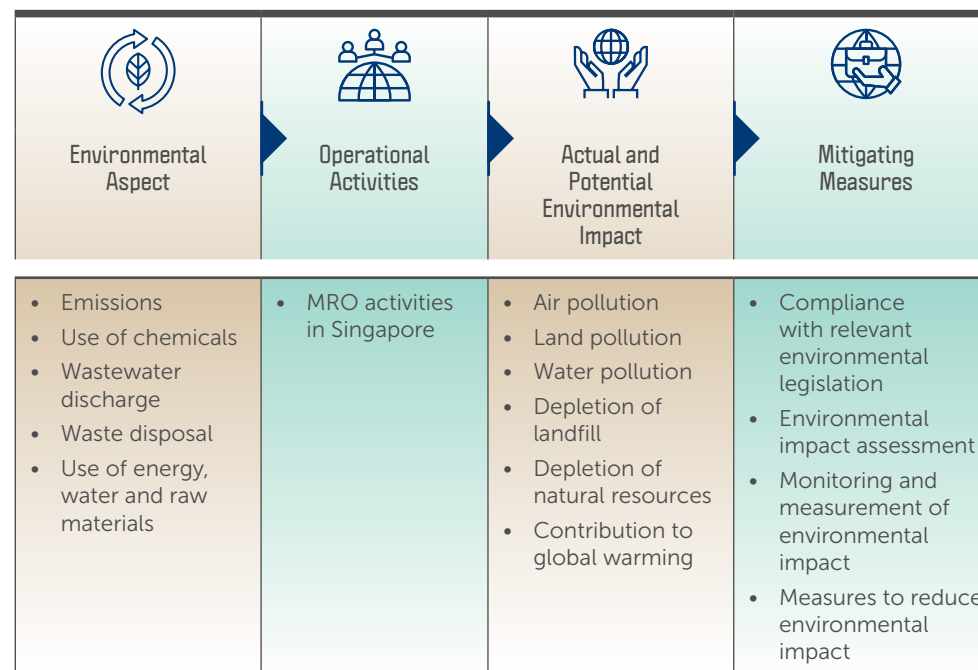 Environmental
Aspect
Operational
Activities
Actual and
Potential
Environmental
Impact
Mitigating
Measures
• Emissions
• Use of chemicals
• Wastewater
discharge
• Waste disposal
• Use of energy,
water and raw
materials
• MRO activities
in Singapore
• Air pollution
• Land pollution
• Water pollution
• Depletion of
landfill
• Depletion of
natural resources
• Contribution to
global warming
• Compliance
with relevant
environmental
legislation
• Environmental
impact assessment
• Monitoring and
measurement of
environmental
impact
• Measures to reduce
environmental
impact